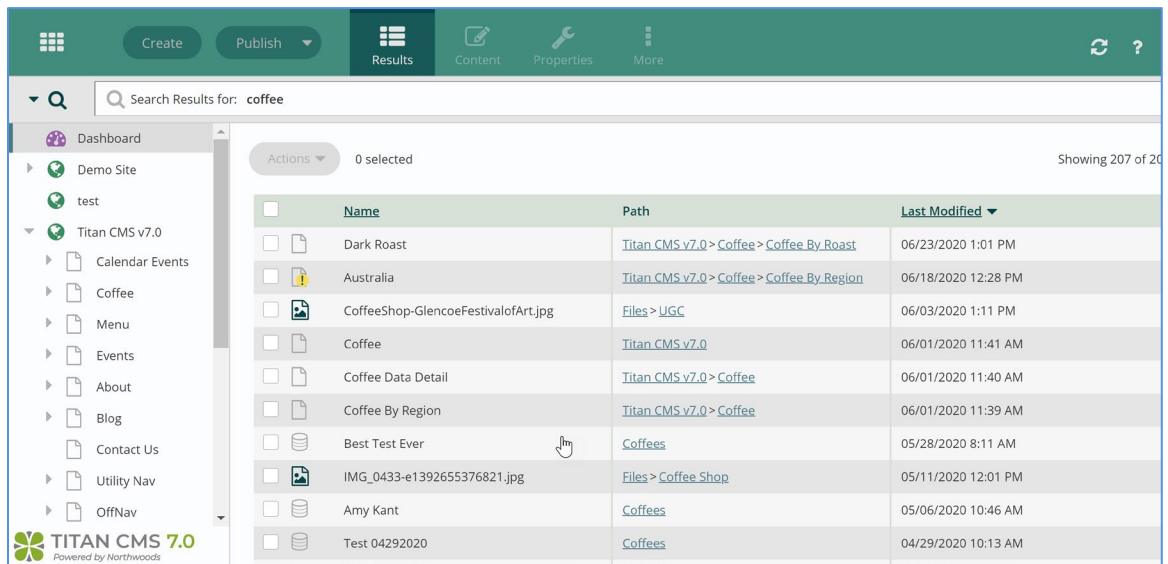 Create
Publish
Results
Content
Properties
More
?
Search Results for: coffee
Dashboard
Demo Site
test
Titan CMS v7.0
Calendar Events
Coffee
Menu
Events
About
Blog
Contact Us
Utility Nav
OffNav
TITAN CMS 7.0
Powered by Northwoods
Actions 0 selected Showing 207 of 20
Name Path Last Modified
Dark Roast Titan CMS v7.0 > Coffee > Coffee By Roast 06/23/2020 1:01 PM
Australia Titan CMS v7.0 > Coffee > Coffee By Region 06/18/2020 12:28 PM
CoffeeShop-GlencoeFestivalofArt.jpg Files > UGC 06/03/2020 1:11 PM
Coffee Titan CMS v7.0 06/01/2020 11:41 AM
Coffee Data Detail Titan CMS v7.0 > Coffee 06/01/2020 11:40 AM
Coffee By Region Titan CMS v7.0 > Coffee 06/01/2020 11:39 AM
Best Test Ever Coffees 05/28/2020 8:11 AM
IMG_0433-e1392655376821.jpg Files > Coffee Shop 05/11/2020 12:01 PM
Amy Kant Coffees 05/06/2020 10:46 AM
Test 04292020 Coffees 04/29/2020 10:13 AM